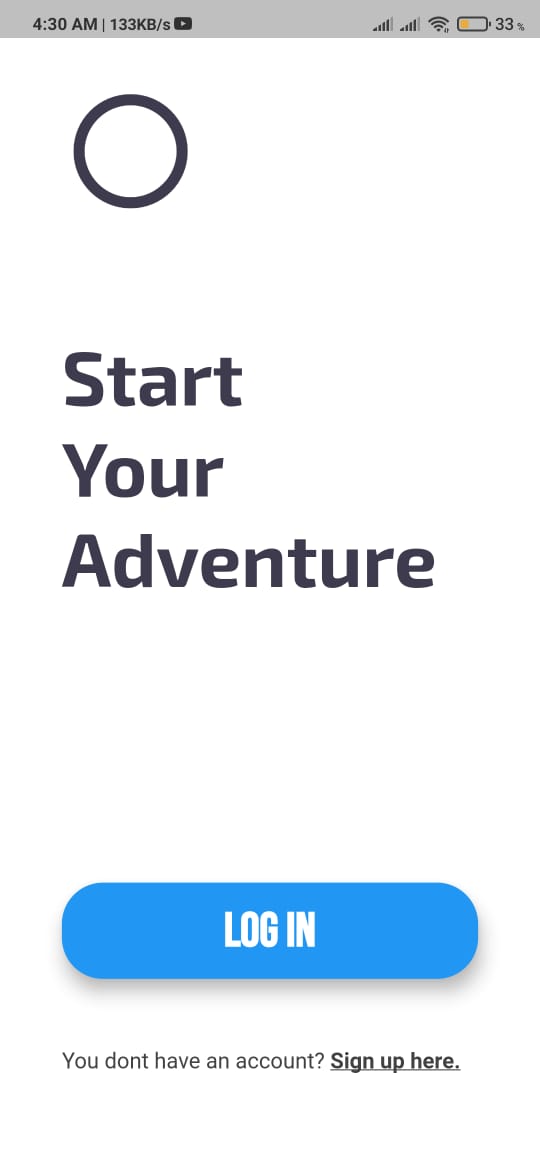 4:30 AM | 133KB/s 33 %
Start
Your
Adventure
LOG IN
You dont have an account? Sign up here.